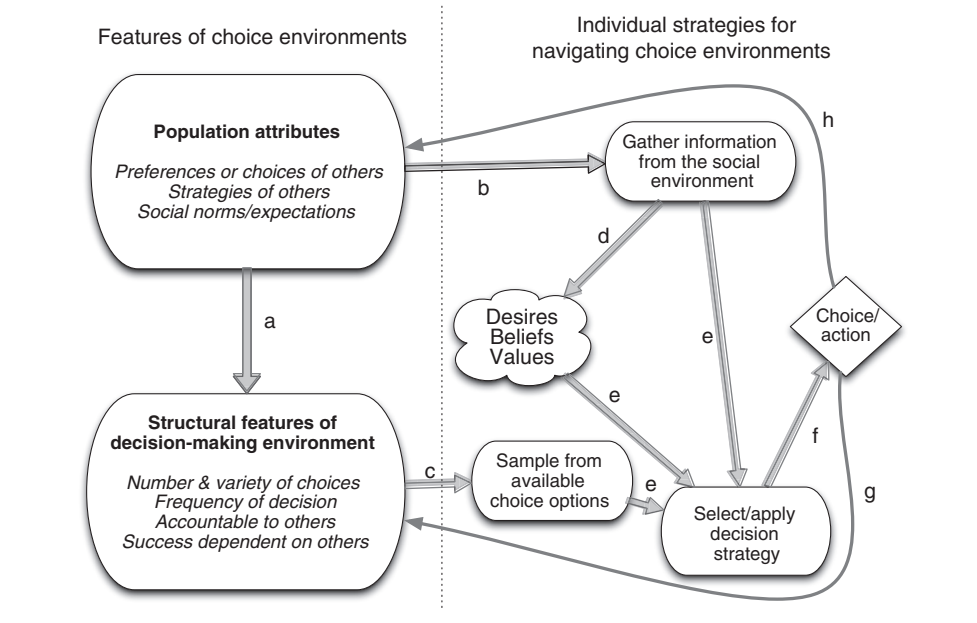 Features of choice environments
Individual strategies for
navigating choice environments
Population attributes
Preferences or choices of others
Strategies of others
Social norms/expectations
b
Gather information
from the social
environment
h
d
a
Desires
Beliefs
Values
e
Choice/
action
e
Structural features of
decision-making environment
Number & variety of choices
Frequency of decision
Accountable to others
Success dependent on others
c
Sample from
available
choice options
e
f
g
Select/apply
decision
strategy